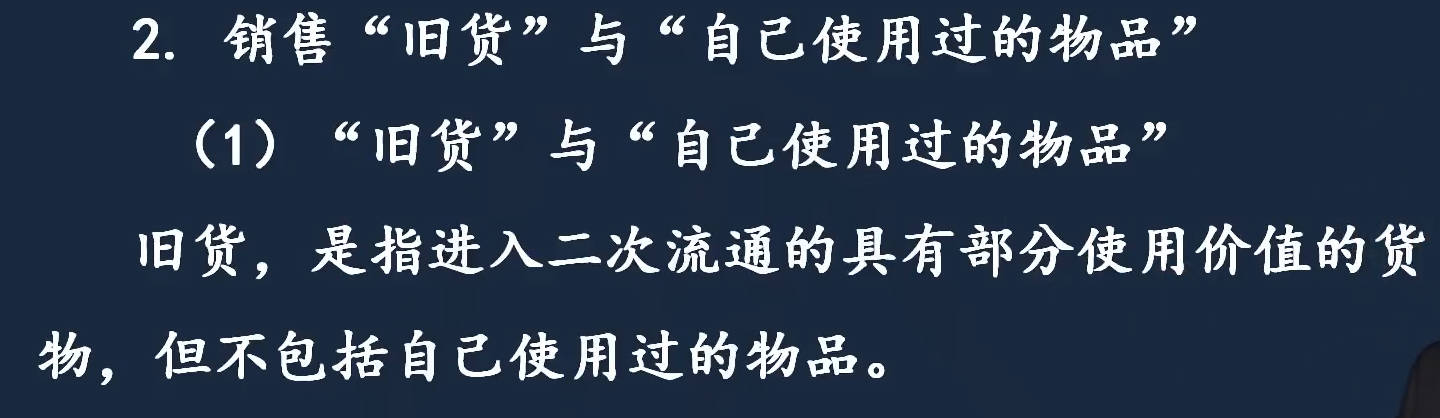 2. 销售“旧货”与“自己使用过的物品”
（1）“旧货”与“自己使用过的物品”
旧货，是指进入二次流通的具有部分使用价值的货
物，但不包括自己使用过的物品。